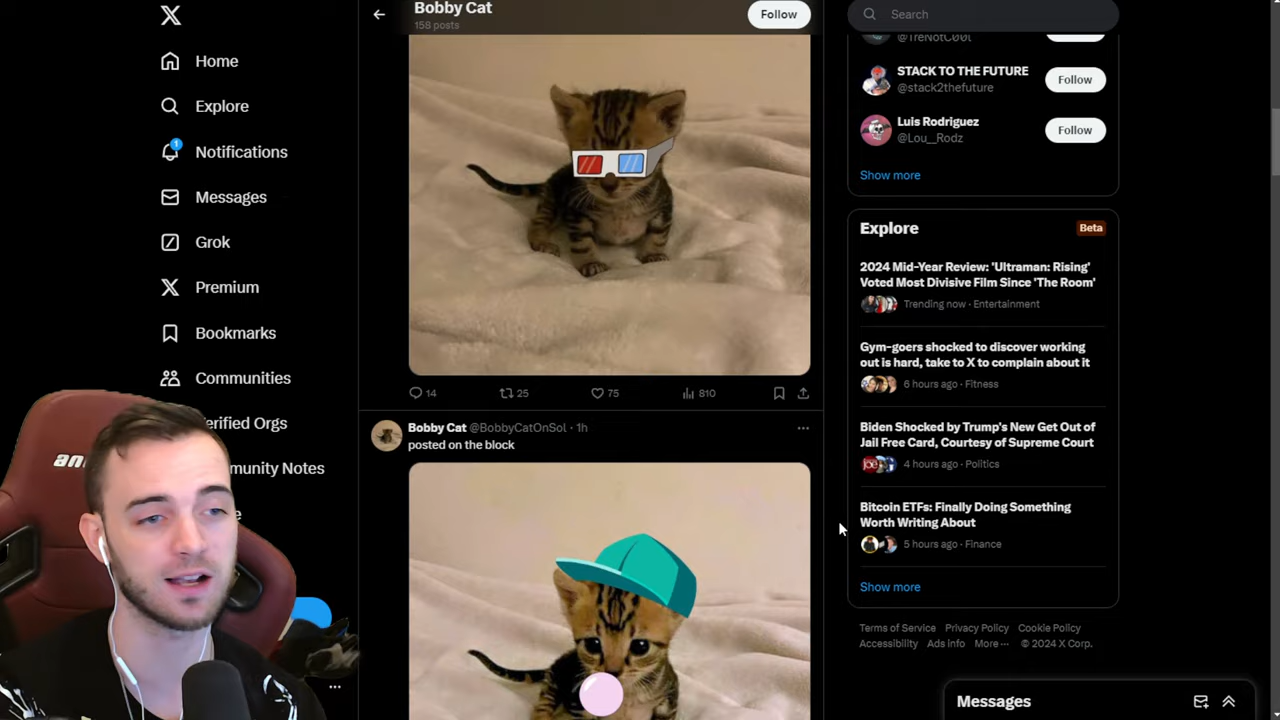 Home
Explore
1
Notifications
Messages
Grok
Premium
Bookmarks
Communities
erified Orgs
mmunity Notes
Bobby Cat
158 posts
Follow
14
25
75
810
Bobby Cat @BobbyCatOnSol · 1h
posted on the block
Search
@TreNotC00l
STACK TO THE FUTURE
@stack2thefuture
Follow
Luis Rodriguez
@Lou__Rodz
Follow
Show more
Explore
Beta
2024 Mid-Year Review: 'Ultraman: Rising'
Voted Most Divisive Film Since 'The Room'
Trending now · Entertainment
Gym-goers shocked to discover working
out is hard, take to X to complain about it
6 hours ago · Fitness
Biden Shocked by Trump's New Get Out of
Jail Free Card, Courtesy of Supreme Court
4 hours ago · Politics
Bitcoin ETFs: Finally Doing Something
Worth Writing About
5 hours ago · Finance
Show more
Terms of Service Privacy Policy Cookie Policy
Accessibility Ads info More ··· © 2024 X Corp.
Messages